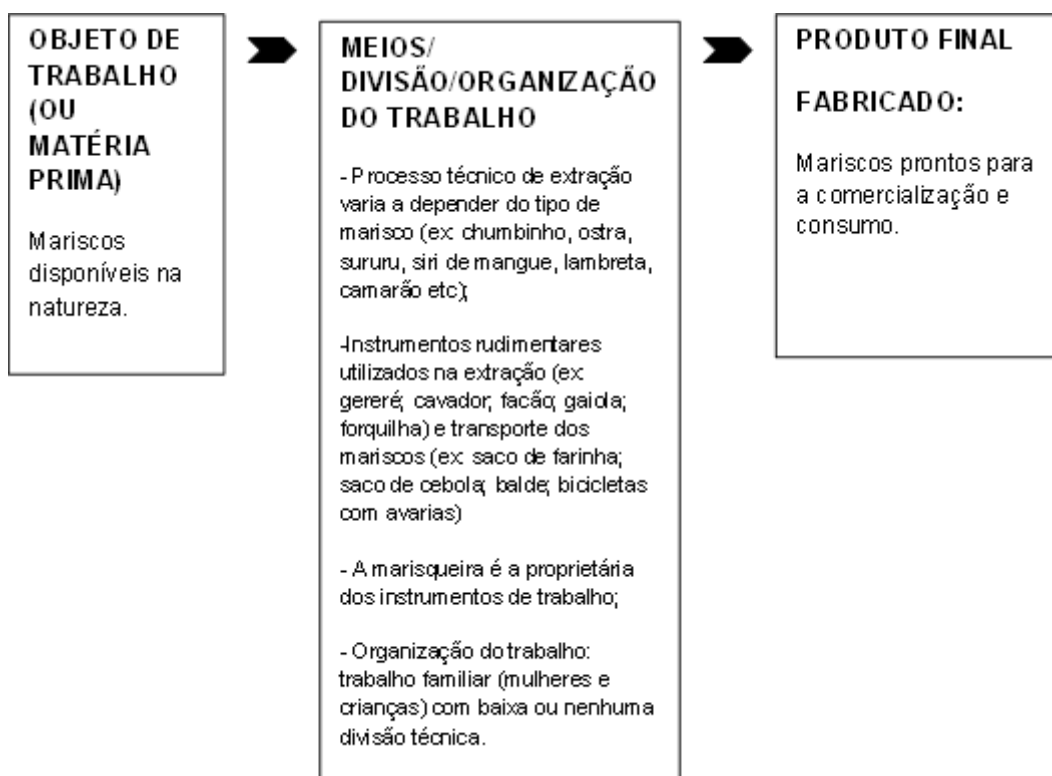 OBJETO DE
TRABALHO
(OU
MATÉRIA
PRIMA)
Mariscos
disponíveis na
natureza.
MEIOS/
DIVISÃO/ORGANIZAÇÃO
DO TRABALHO
- Processo técnico de extração
varia a depender do tipo de
marisco (ex: chumbinho, ostra,
sururu, siri de mangue, lambreta,
camarão etc);
-Instrumentos rudimentares
utilizados na extração (ex:
gereré; cavador; facão; gaiola;
forquilha) e transporte dos
mariscos (ex: saco de farinha;
saco de cebola; balde; bicicletas
com avarias)
- A marisqueira é a proprietária
dos instrumentos de trabalho;
- Organização do trabalho:
trabalho familiar (mulheres e
crianças) com baixa ou nenhuma
divisão técnica.
PRODUTO FINAL
FABRICADO:
Mariscos prontos para
a comercialização e
consumo.